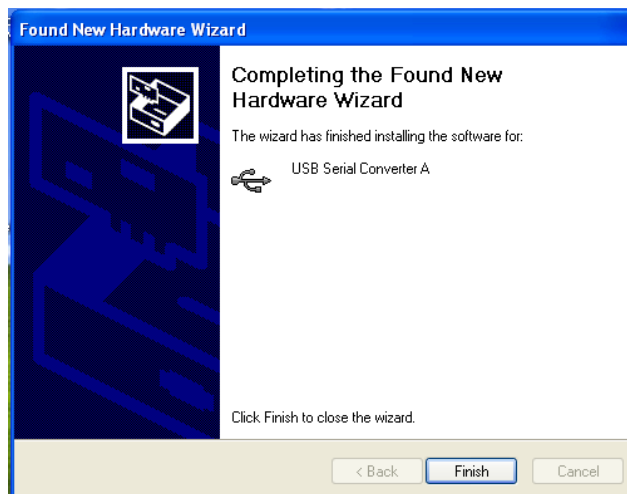 Found New Hardware Wizard
Completing the Found New
Hardware Wizard
The wizard has finished installing the software for:
USB Serial Converter A
Click Finish to close the wizard.
< Back
Finish
Cancel